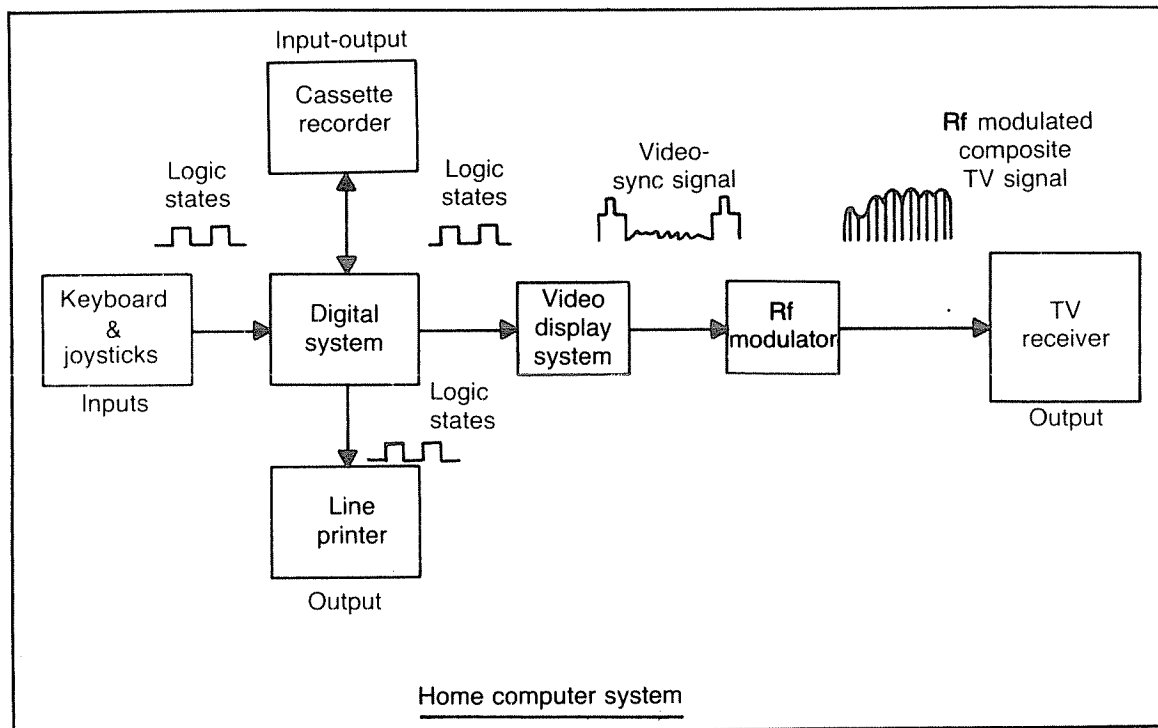 Input-output
Cassette
recorder
Logic
states
Logic
states
Video-
sync signal
Rf modulated
composite
TV signal
Keyboard
&
joysticks
Inputs
Digital
system
Video
display
system
Rf
modulator
TV
receiver
Output
Logic
states
Line
printer
Output
Home computer system